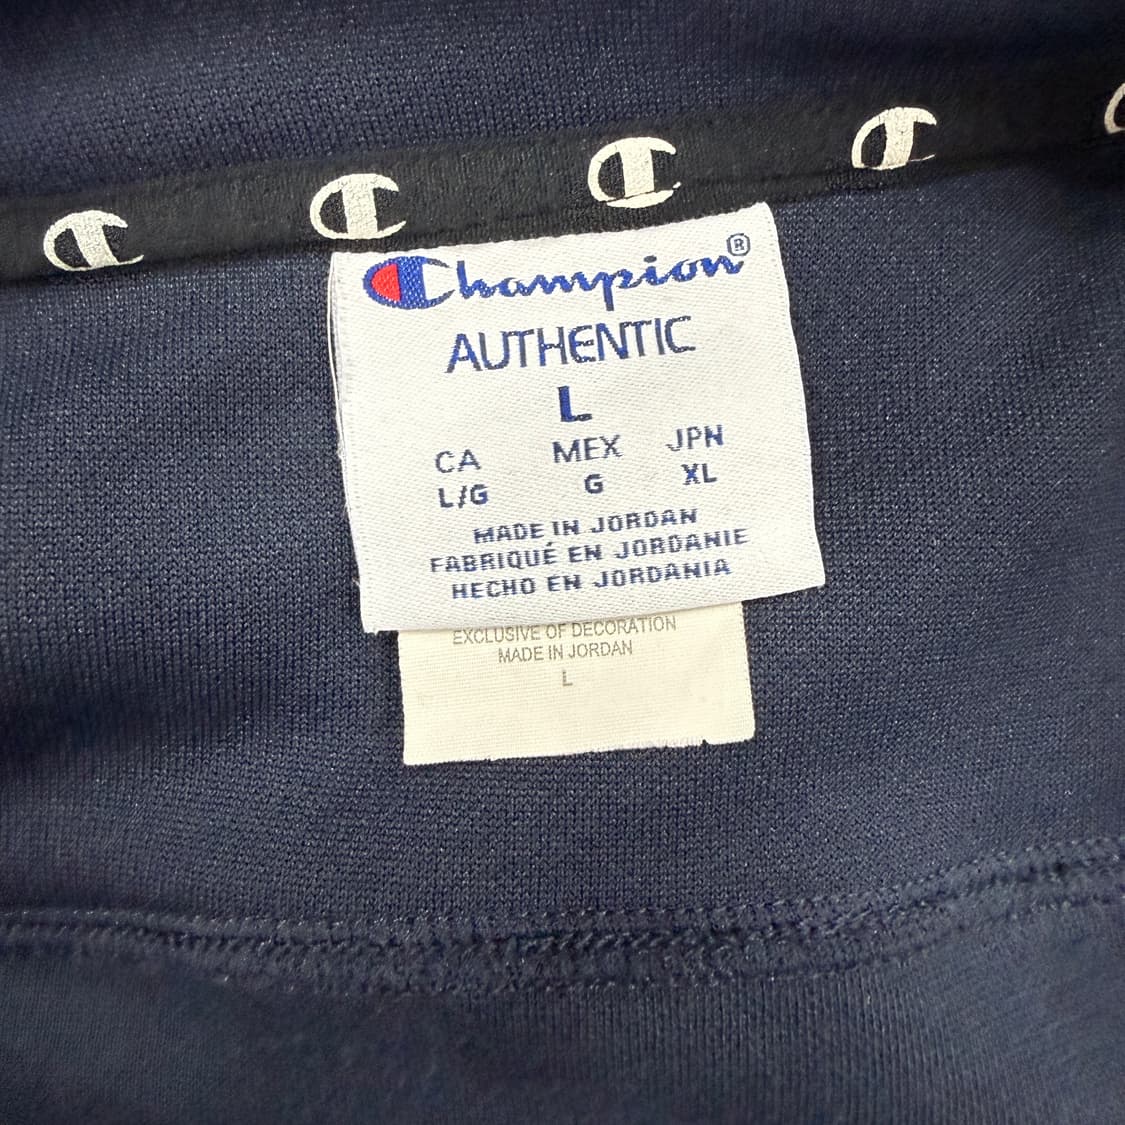 Champion®
AUTHENTIC
L
CA MEX JPN
L/G G XL
MADE IN JORDAN
FABRIQUÉ EN JORDANIE
HECHO EN JORDANIA
EXCLUSIVE OF DECORATION
MADE IN JORDAN
L